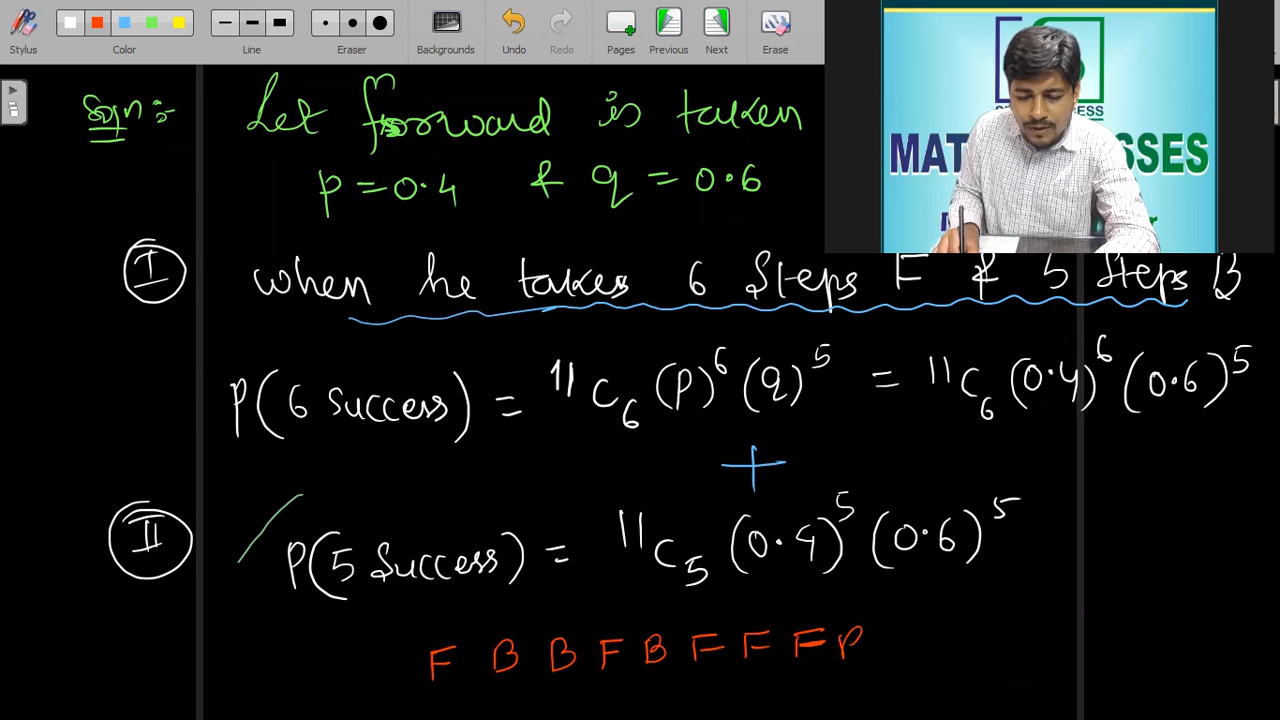 Stylus Color Line Eraser Backgrounds Undo Redo Pages Previous Next Erase
Soln:- Let forward is taken
p = 0.4 & q = 0.6
I when he takes 6 Steps F & 5 Steps B
P(6 success) = 11C6 (p)^6 (q)^5 = 11C6 (0.4)^6 (0.6)^5
+
II P(5 Success) = 11C5 (0.4)^5 (0.6)^5
F B B F B F F F P